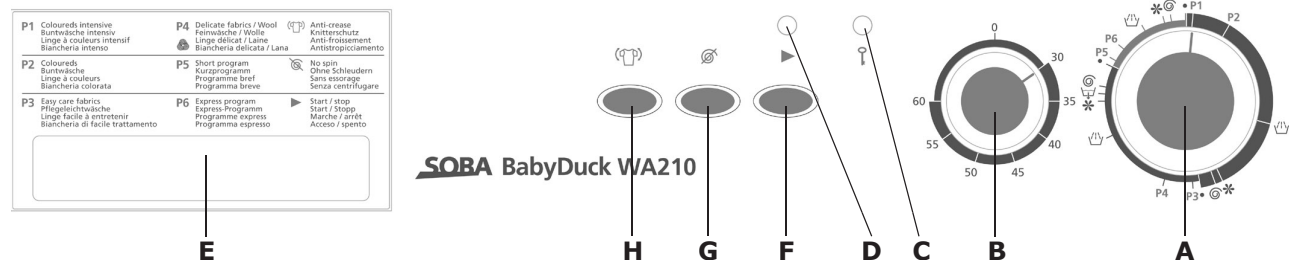 P1 Coloureds intensive
Buntwäsche intensiv
Linge à couleurs intensif
Biancheria intenso
P4 Delicate fabrics / Wool
Feinwäsche / Wolle
Linge délicat / Laine
Biancheria delicata / Lana
Anti-crease
Knitterschutz
Anti-froissement
Antistropicciamento
P2 Coloureds
Buntwäsche
Linge à couleurs
Biancheria colorata
P5 Short program
Kurzprogramm
Programme bref
Programma breve
No spin
Ohne Schleudern
Sans essorage
Senza centrifugare
P3 Easy care fabrics
Pflegeleichtwäsche
Linge facile à entretenir
Biancheria di facile trattamento
P6 Express program
Express-Programm
Programme express
Programma espresso
Start / stop
Start / Stopp
Marche / arrêt
Acceso / spento
SOBA BabyDuck WA210
0
30
35
40
45
50
55
60
P1
P2
P3
P4
P5
P6
E
H
G
F
D
C
B
A